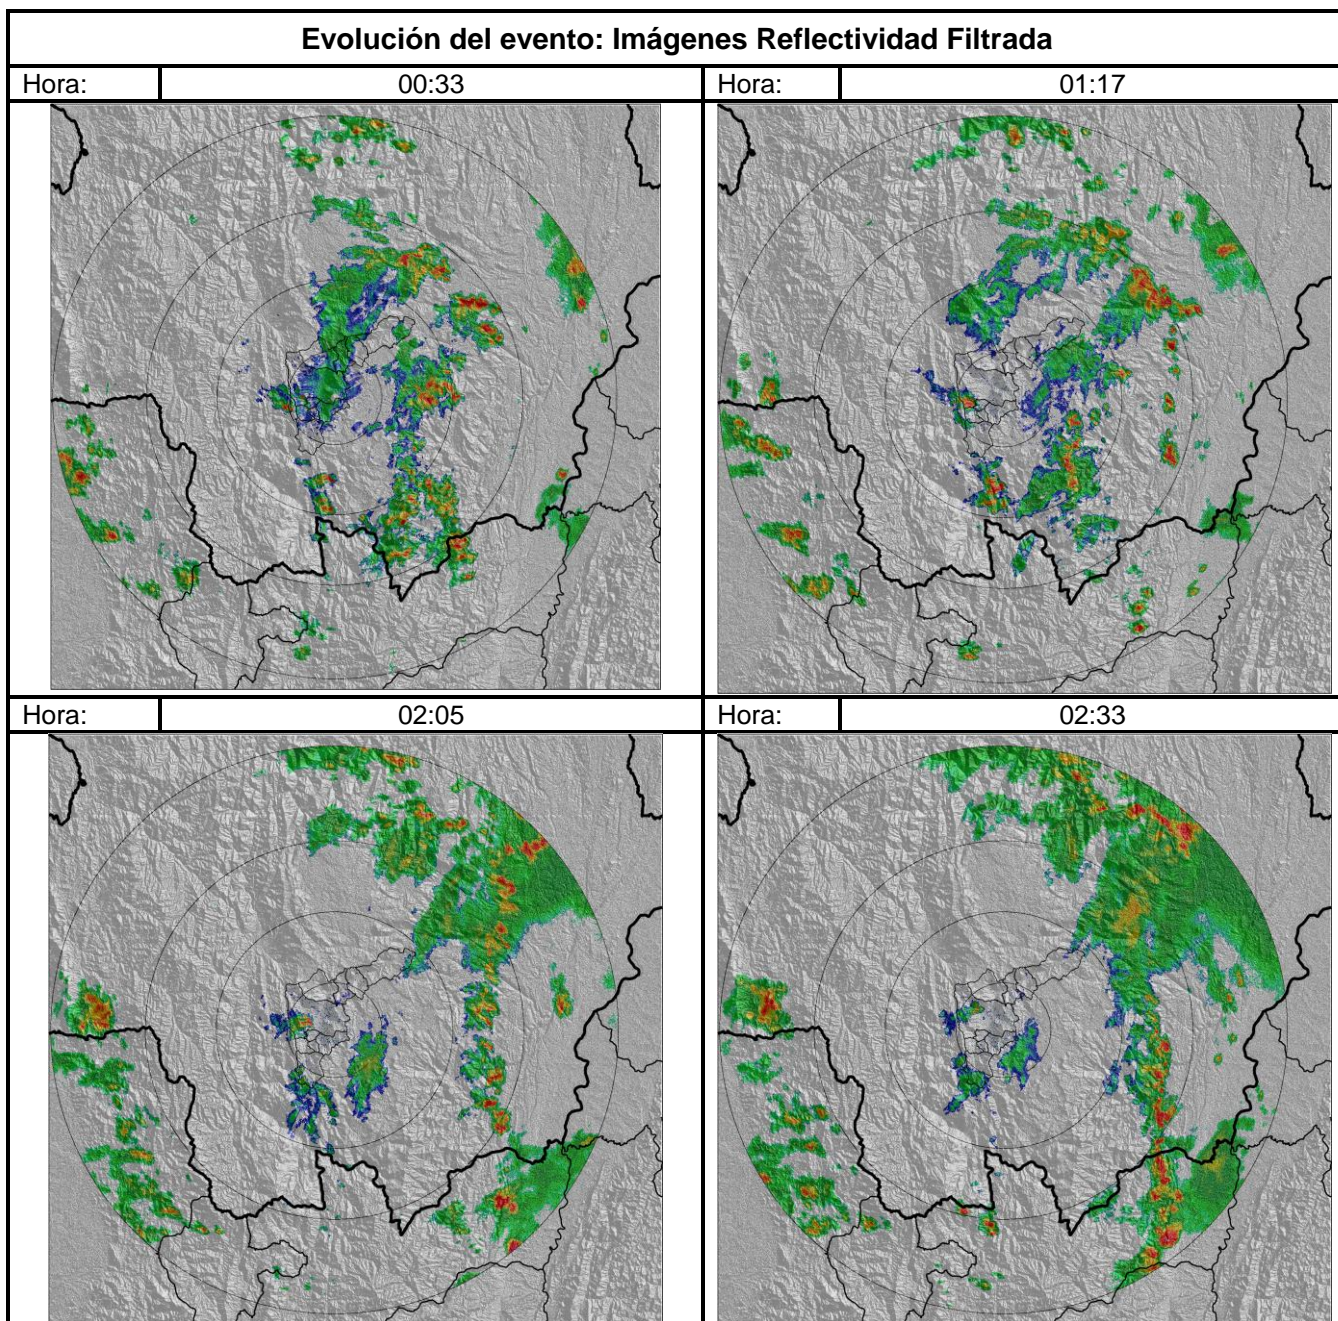 Evolución del evento: Imágenes Reflectividad Filtrada
Hora: 00:33 Hora: 01:17
Hora: 02:05 Hora: 02:33